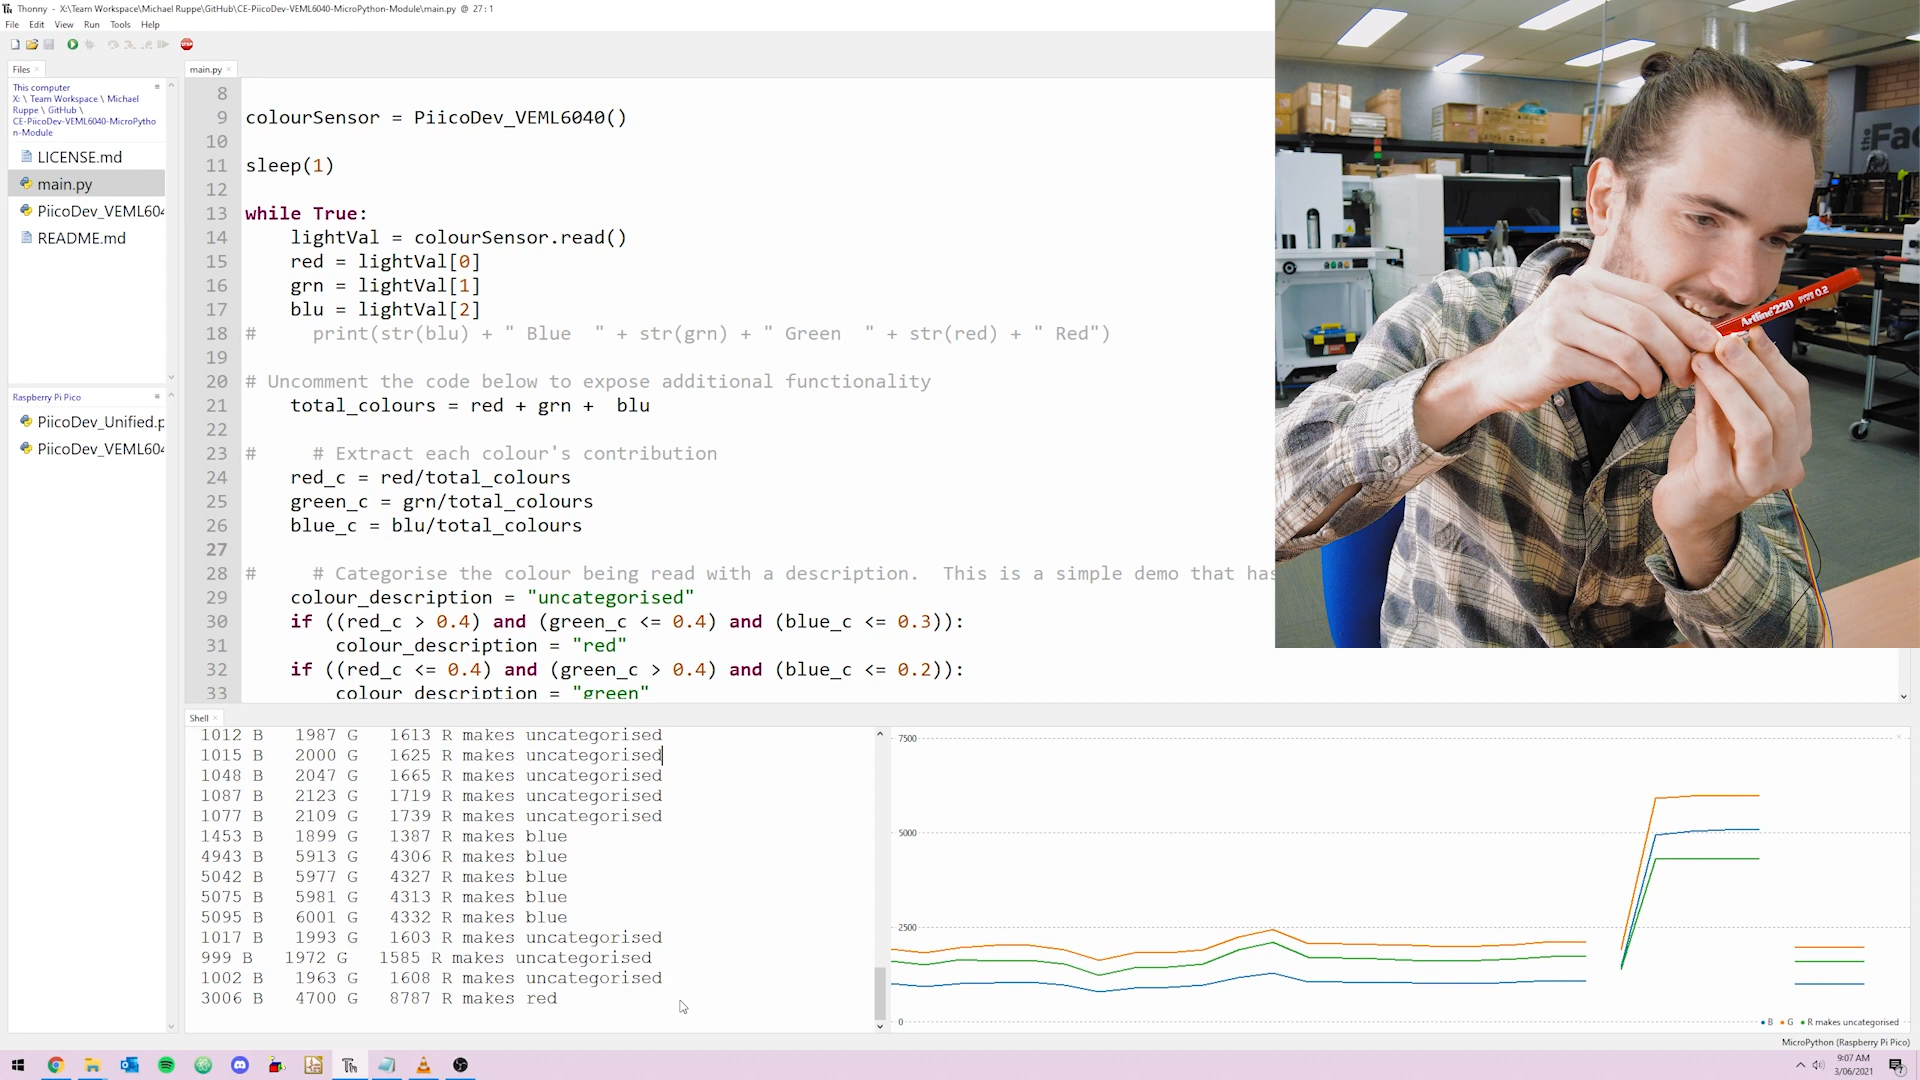 Thonny - X:\Team Workspace\Michael Ruppe\GitHub\CE-PiicoDev-VEML6040-MicroPython-Module\main.py @ 27 : 1
File Edit View Run Tools Help
Files
This computer
X: \ Team Workspace \ Michael
Ruppe \ GitHub \
CE-PiicoDev-VEML6040-MicroPytho
n-Module
LICENSE.md
main.py
PiicoDev_VEML604
README.md
Raspberry Pi Pico
PiicoDev_Unified.p
PiicoDev_VEML604
main.py
8
9 colourSensor = PiicoDev_VEML6040()
10
11 sleep(1)
12
13 while True:
14 lightVal = colourSensor.read()
15 red = lightVal[0]
16 grn = lightVal[1]
17 blu = lightVal[2]
18 # print(str(blu) + " Blue " + str(grn) + " Green " + str(red) + " Red")
19
20 # Uncomment the code below to expose additional functionality
21 total_colours = red + grn + blu
22
23 # # Extract each colour's contribution
24 red_c = red/total_colours
25 green_c = grn/total_colours
26 blue_c = blu/total_colours
27
28 # # Categorise the colour being read with a description. This is a simple demo that has
29 colour_description = "uncategorised"
30 if ((red_c > 0.4) and (green_c <= 0.4) and (blue_c <= 0.3)):
31 colour_description = "red"
32 if ((red_c <= 0.4) and (green_c > 0.4) and (blue_c <= 0.2)):
33 colour_description = "green"
Artline 220 0.2
the Fac
Shell
1012 B 1987 G 1613 R makes uncategorised
1015 B 2000 G 1625 R makes uncategorised
1048 B 2047 G 1665 R makes uncategorised
1087 B 2123 G 1719 R makes uncategorised
1077 B 2109 G 1739 R makes uncategorised
1453 B 1899 G 1387 R makes blue
4943 B 5913 G 4306 R makes blue
5042 B 5977 G 4327 R makes blue
5075 B 5981 G 4313 R makes blue
5095 B 6001 G 4332 R makes blue
1017 B 1993 G 1603 R makes uncategorised
999 B 1972 G 1585 R makes uncategorised
1002 B 1963 G 1608 R makes uncategorised
3006 B 4700 G 8787 R makes red
7500
5000
2500
0
B G R makes uncategorised
MicroPython (Raspberry Pi Pico)
9:07 AM
3/06/2021